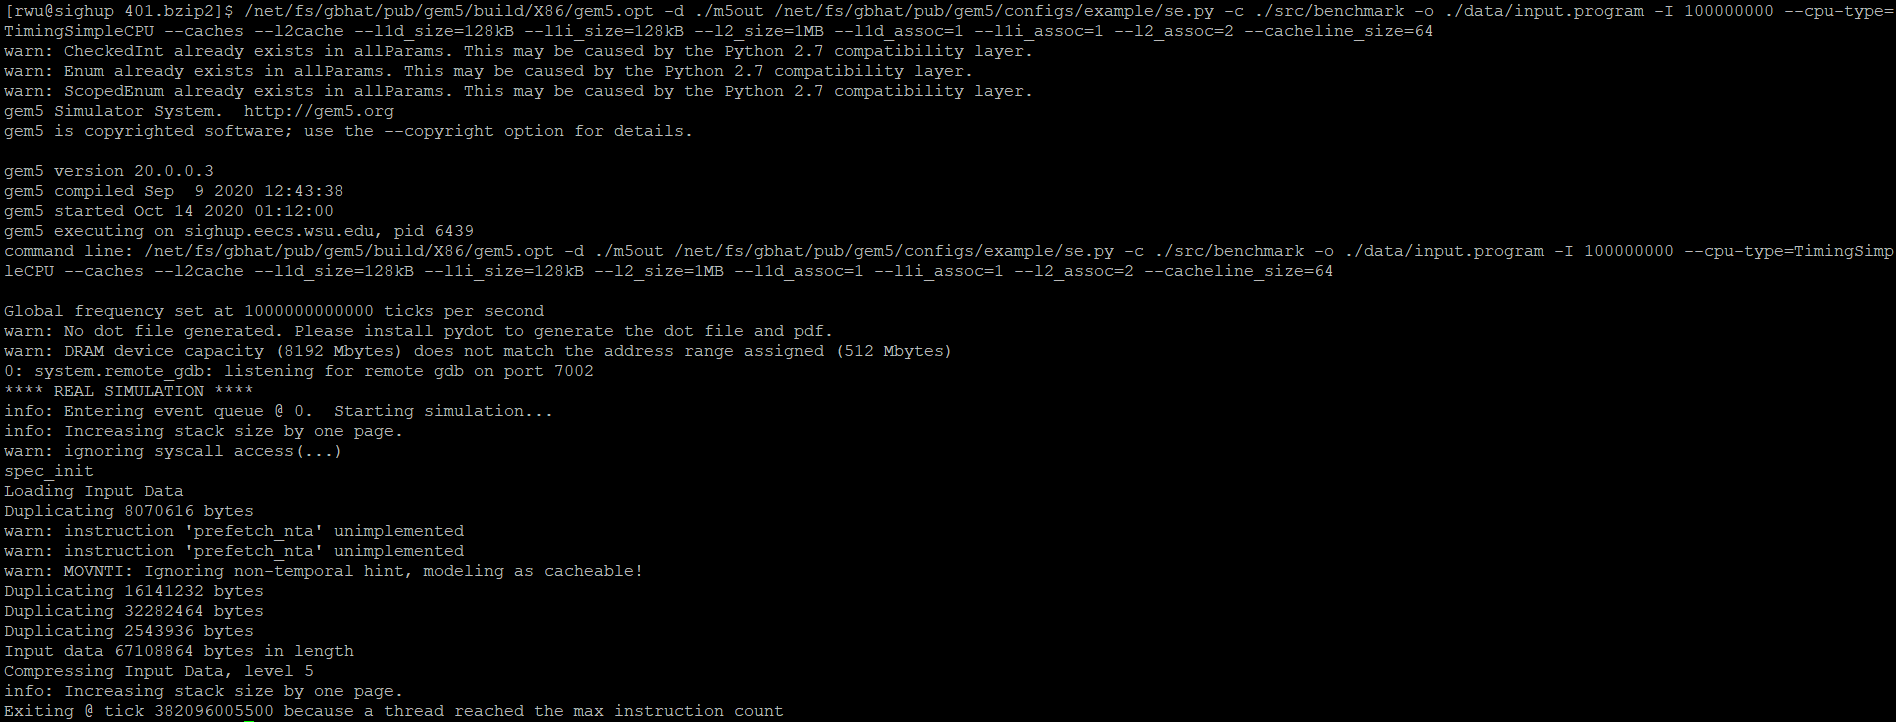 [rwu@sighup 401.bzip2]$ /net/fs/gbhat/pub/gem5/build/X86/gem5.opt -d ./m5out /net/fs/gbhat/pub/gem5/configs/example/se.py -c ./src/benchmark -o ./data/input.program -I 100000000 --cpu-type=
TimingSimpleCPU --caches --l2cache --l1d_size=128kB --l1i_size=128kB --l2_size=1MB --l1d_assoc=1 --l1i_assoc=1 --l2_assoc=2 --cacheline_size=64
warn: CheckedInt already exists in allParams. This may be caused by the Python 2.7 compatibility layer.
warn: Enum already exists in allParams. This may be caused by the Python 2.7 compatibility layer.
warn: ScopedEnum already exists in allParams. This may be caused by the Python 2.7 compatibility layer.
gem5 Simulator System.  http://gem5.org
gem5 is copyrighted software; use the --copyright option for details.

gem5 version 20.0.0.3
gem5 compiled Sep  9 2020 12:43:38
gem5 started Oct 14 2020 01:12:00
gem5 executing on sighup.eecs.wsu.edu, pid 6439
command line: /net/fs/gbhat/pub/gem5/build/X86/gem5.opt -d ./m5out /net/fs/gbhat/pub/gem5/configs/example/se.py -c ./src/benchmark -o ./data/input.program -I 100000000 --cpu-type=TimingSimp
leCPU --caches --l2cache --l1d_size=128kB --l1i_size=128kB --l2_size=1MB --l1d_assoc=1 --l1i_assoc=1 --l2_assoc=2 --cacheline_size=64

Global frequency set at 1000000000000 ticks per second
warn: No dot file generated. Please install pydot to generate the dot file and pdf.
warn: DRAM device capacity (8192 Mbytes) does not match the address range assigned (512 Mbytes)
0: system.remote_gdb: listening for remote gdb on port 7002
**** REAL SIMULATION ****
info: Entering event queue @ 0.  Starting simulation...
info: Increasing stack size by one page.
warn: ignoring syscall access(...)
spec_init
Loading Input Data
Duplicating 8070616 bytes
warn: instruction 'prefetch_nta' unimplemented
warn: instruction 'prefetch_nta' unimplemented
warn: MOVNTI: Ignoring non-temporal hint, modeling as cacheable!
Duplicating 16141232 bytes
Duplicating 32282464 bytes
Duplicating 2543936 bytes
Input data 67108864 bytes in length
Compressing Input Data, level 5
info: Increasing stack size by one page.
Exiting @ tick 382096005500 because a thread reached the max instruction count